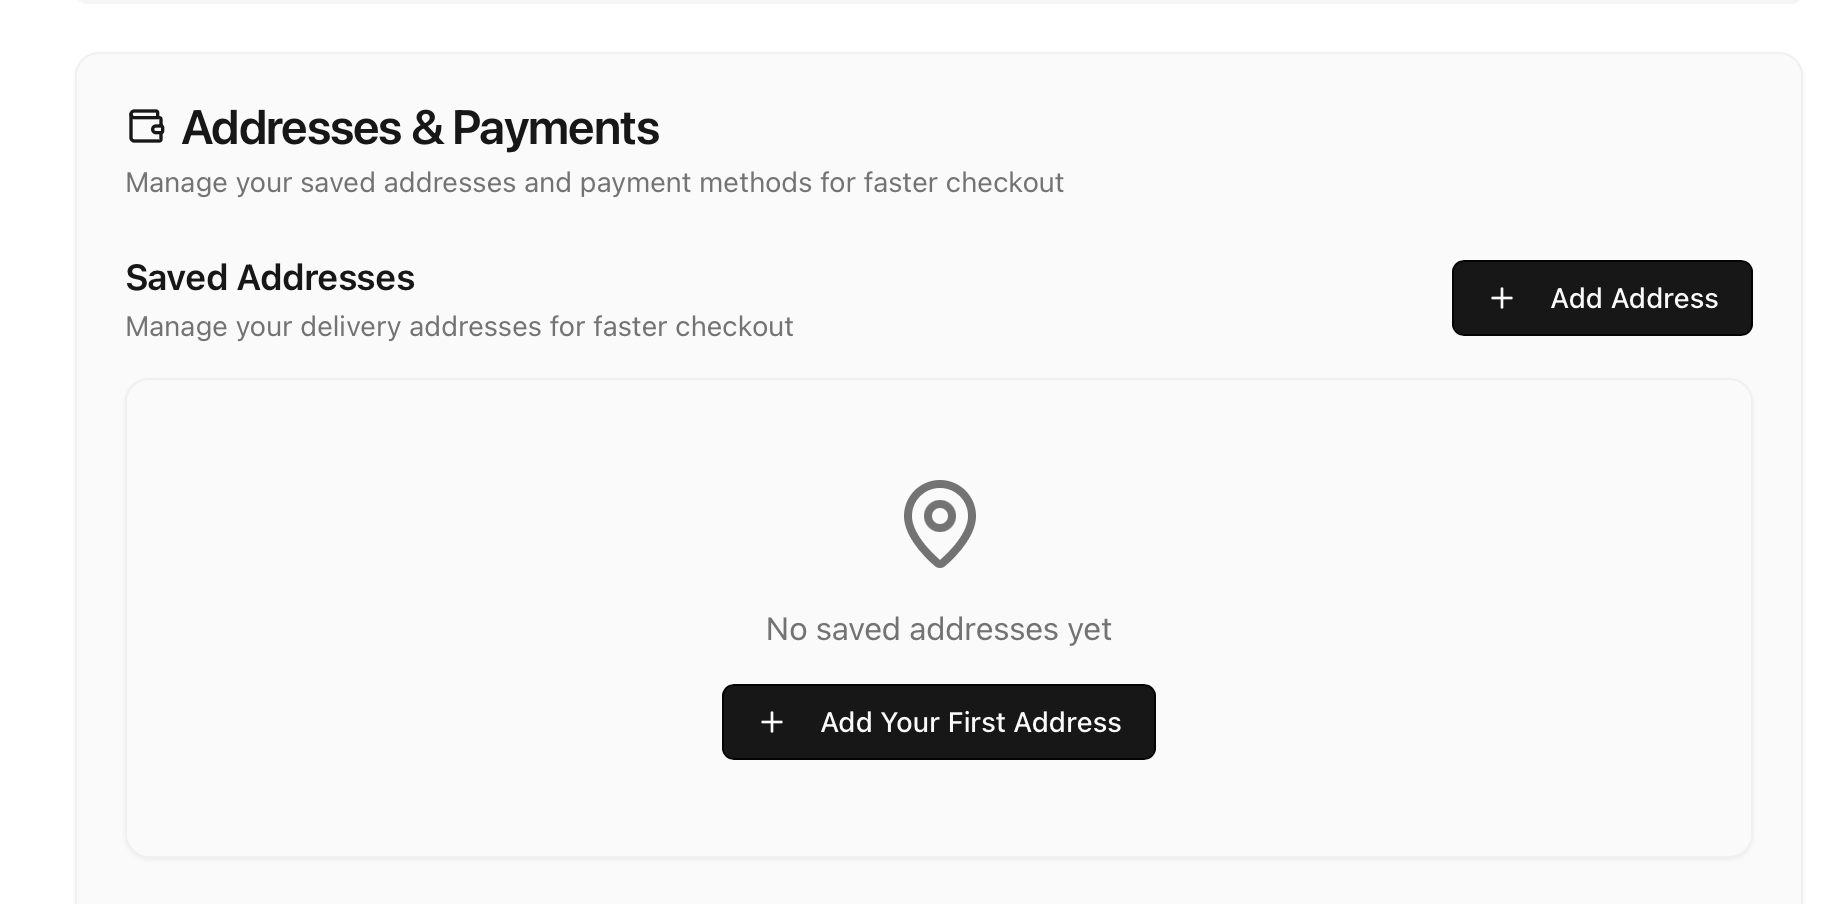 Addresses & Payments
Manage your saved addresses and payment methods for faster checkout
Saved Addresses
Manage your delivery addresses for faster checkout
Add Address
No saved addresses yet
Add Your First Address